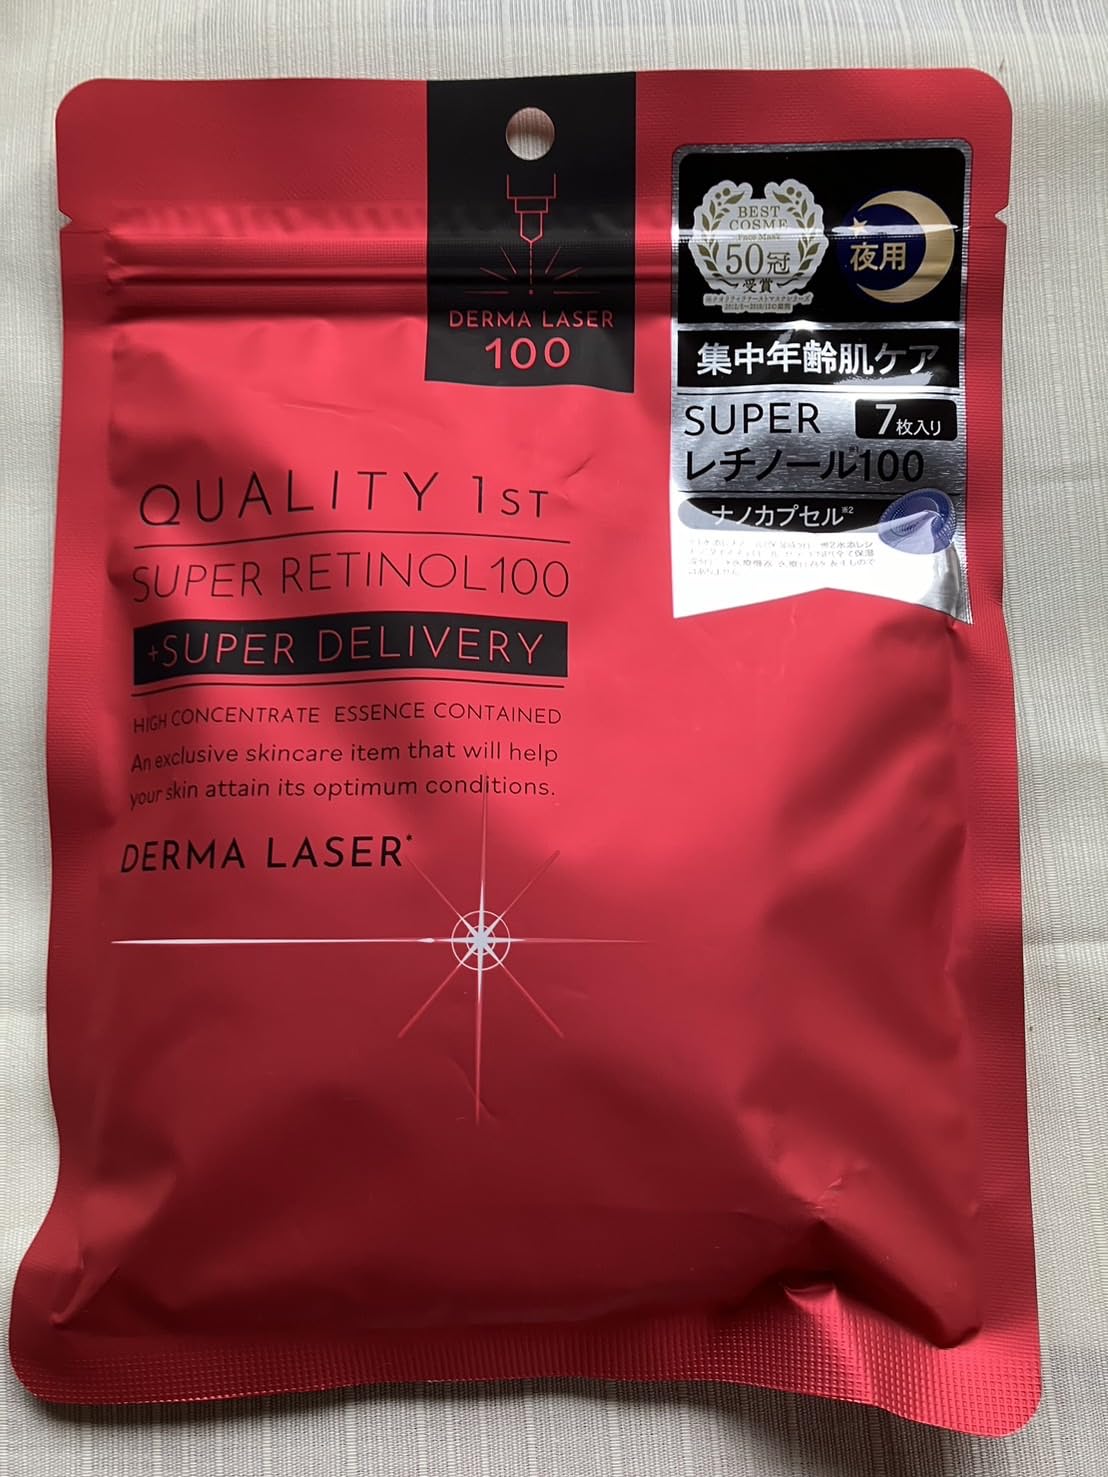 DERMA LASER
100
BEST
COSME
Face Mask
50冠
受賞
夜用
集中年齢肌ケア
SUPER
7枚入り
レチノール100
ナノカプセル※2
QUALITY 1ST
SUPER RETINOL100
+SUPER DELIVERY
HIGH CONCENTRATE ESSENCE CONTAINED
An exclusive skincare item that will help
your skin attain its optimum conditions.
DERMA LASER*